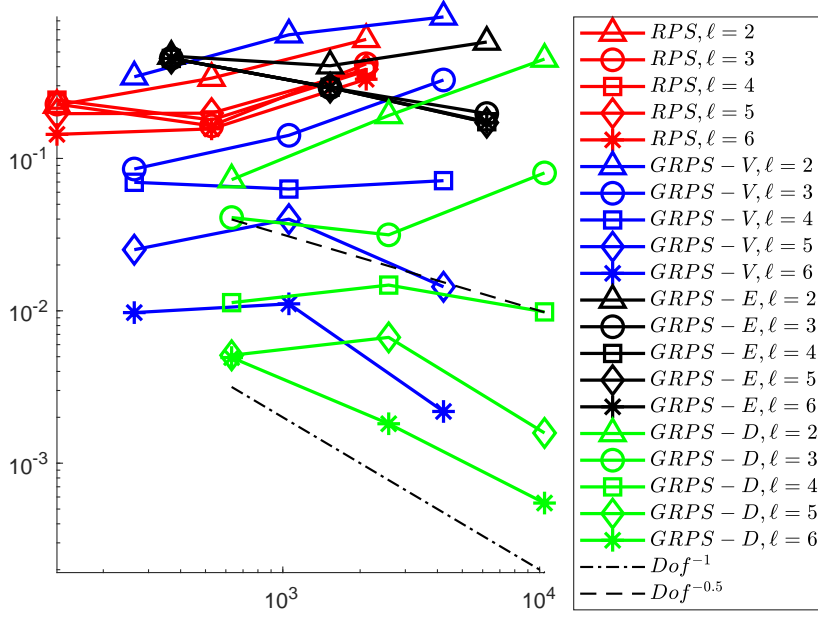 10^{-1}
10^{-2}
10^{-3}
10^3
10^4
RPS, ℓ = 2
RPS, ℓ = 3
RPS, ℓ = 4
RPS, ℓ = 5
RPS, ℓ = 6
GRPS − V, ℓ = 2
GRPS − V, ℓ = 3
GRPS − V, ℓ = 4
GRPS − V, ℓ = 5
GRPS − V, ℓ = 6
GRPS − E, ℓ = 2
GRPS − E, ℓ = 3
GRPS − E, ℓ = 4
GRPS − E, ℓ = 5
GRPS − E, ℓ = 6
GRPS − D, ℓ = 2
GRPS − D, ℓ = 3
GRPS − D, ℓ = 4
GRPS − D, ℓ = 5
GRPS − D, ℓ = 6
Dof^{-1}
Dof^{-0.5}